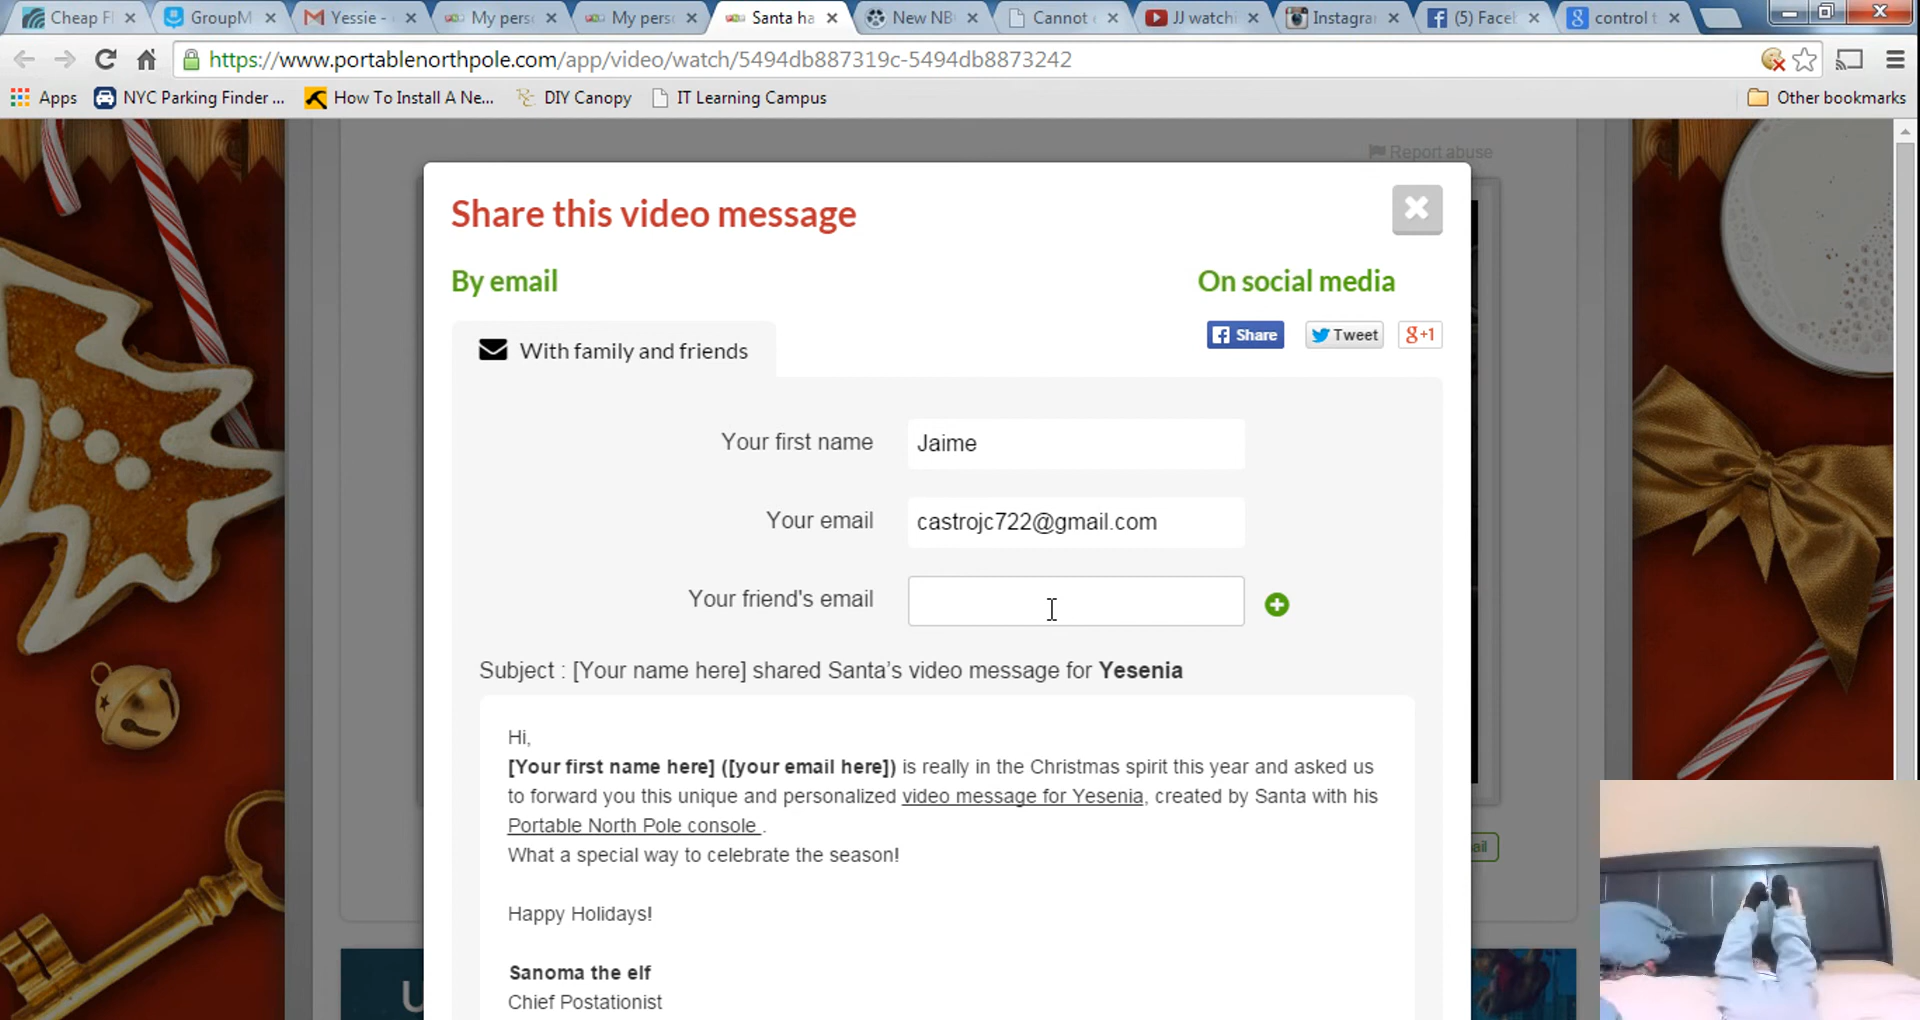 Cheap Fl
GroupM
Yessie -
My pers
My pers
Santa ha
New NB
Cannot
JJ watchi
Instagra
(5) Faceb
control t
https://www.portablenorthpole.com/app/video/watch/5494db887319c-5494db8873242
Apps
NYC Parking Finder ...
How To Install A Ne...
DIY Canopy
IT Learning Campus
Other bookmarks
Report abuse
Share this video message
By email
On social media
With family and friends
Share
Tweet
g+1
Your first name
Jaime
Your email
castrojc722@gmail.com
Your friend's email
Subject : [Your name here] shared Santa’s video message for Yesenia
Hi,
[Your first name here] ([your email here]) is really in the Christmas spirit this year and asked us
to forward you this unique and personalized video message for Yesenia, created by Santa with his
Portable North Pole console .
What a special way to celebrate the season!
Happy Holidays!
Sanoma the elf
Chief Postationist